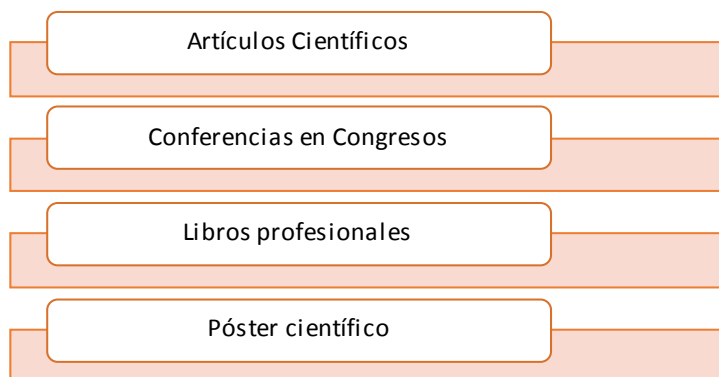 Artículos Científicos
Conferencias en Congresos
Libros profesionales
Póster científico